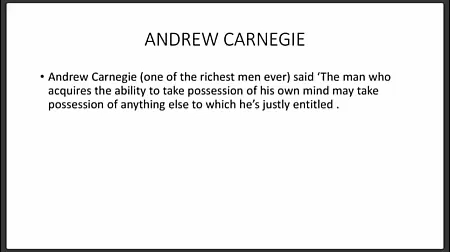 ANDREW CARNEGIE
• Andrew Carnegie (one of the richest men ever) said ‘The man who
acquires the ability to take possession of his own mind may take
possession of anything else to which he’s justly entitled .